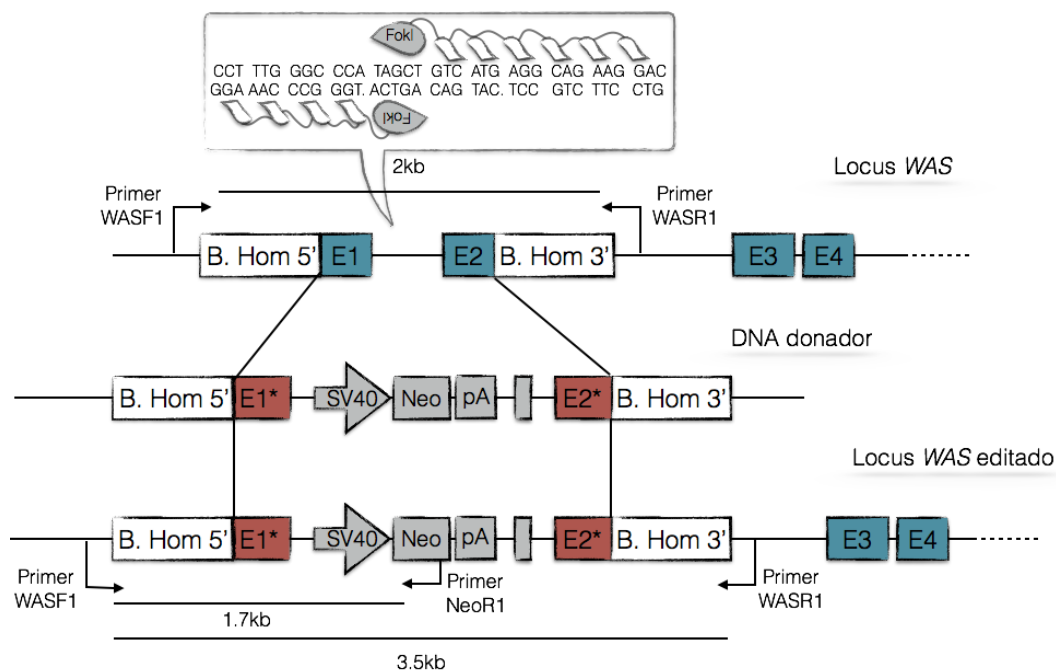 FokI
CCT TTG GGC CCA TAGCT GTC ATG AGG CAG AAG GAC
GGA AAC CCG GGT. ACTGA CAG TAC. TCC GTC TTC CTG
FokI
2kb
Locus WAS
Primer
WASF1
Primer
WASR1
B. Hom 5’ E1 E2 B. Hom 3’ E3 E4
DNA donador
B. Hom 5’ E1* SV40 Neo pA E2* B. Hom 3’
Locus WAS editado
B. Hom 5’ E1* SV40 Neo pA E2* B. Hom 3’ E3 E4
Primer
WASF1
Primer
NeoR1
Primer
WASR1
1.7kb
3.5kb